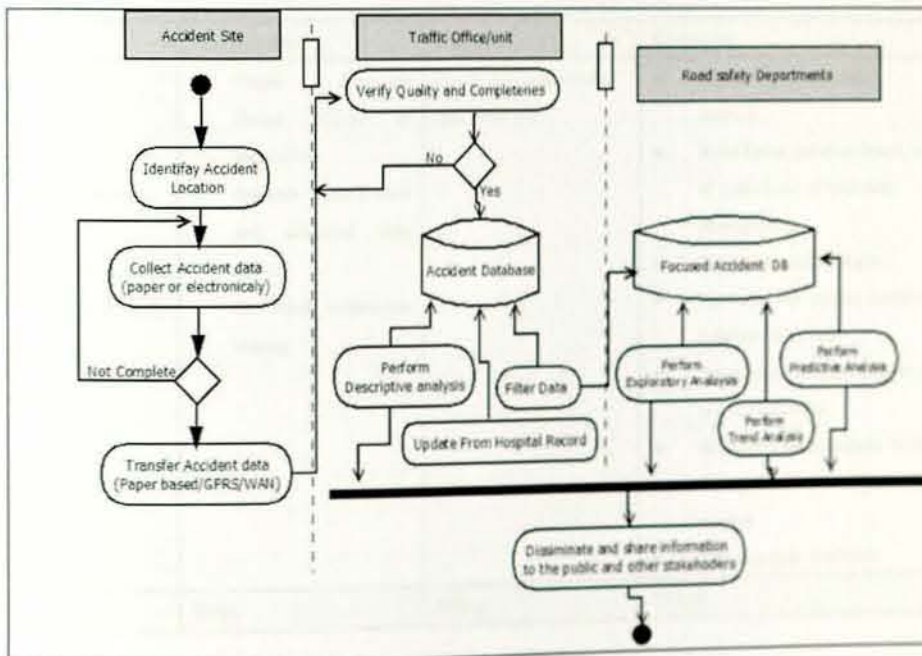 Accident Site
Traffic Office/unit
Road safety Departments
Verify Quality and Completeries
No
Yes
Identifay Accident
Location
Collect Accident data
(paper or electronicaly)
Not Complete
Transfer Accident data
(Paper based/GPRS/WAN)
Accident Database
Perform
Descriptive analysis
Filter Data
Update From Hospital Record
Focused Accident DB
Perform
Exploratory Analaysis
Perform
Trend Analysis
Perform
Predictive Analysis
Dissiminate and share information
to the public and other stakehoders